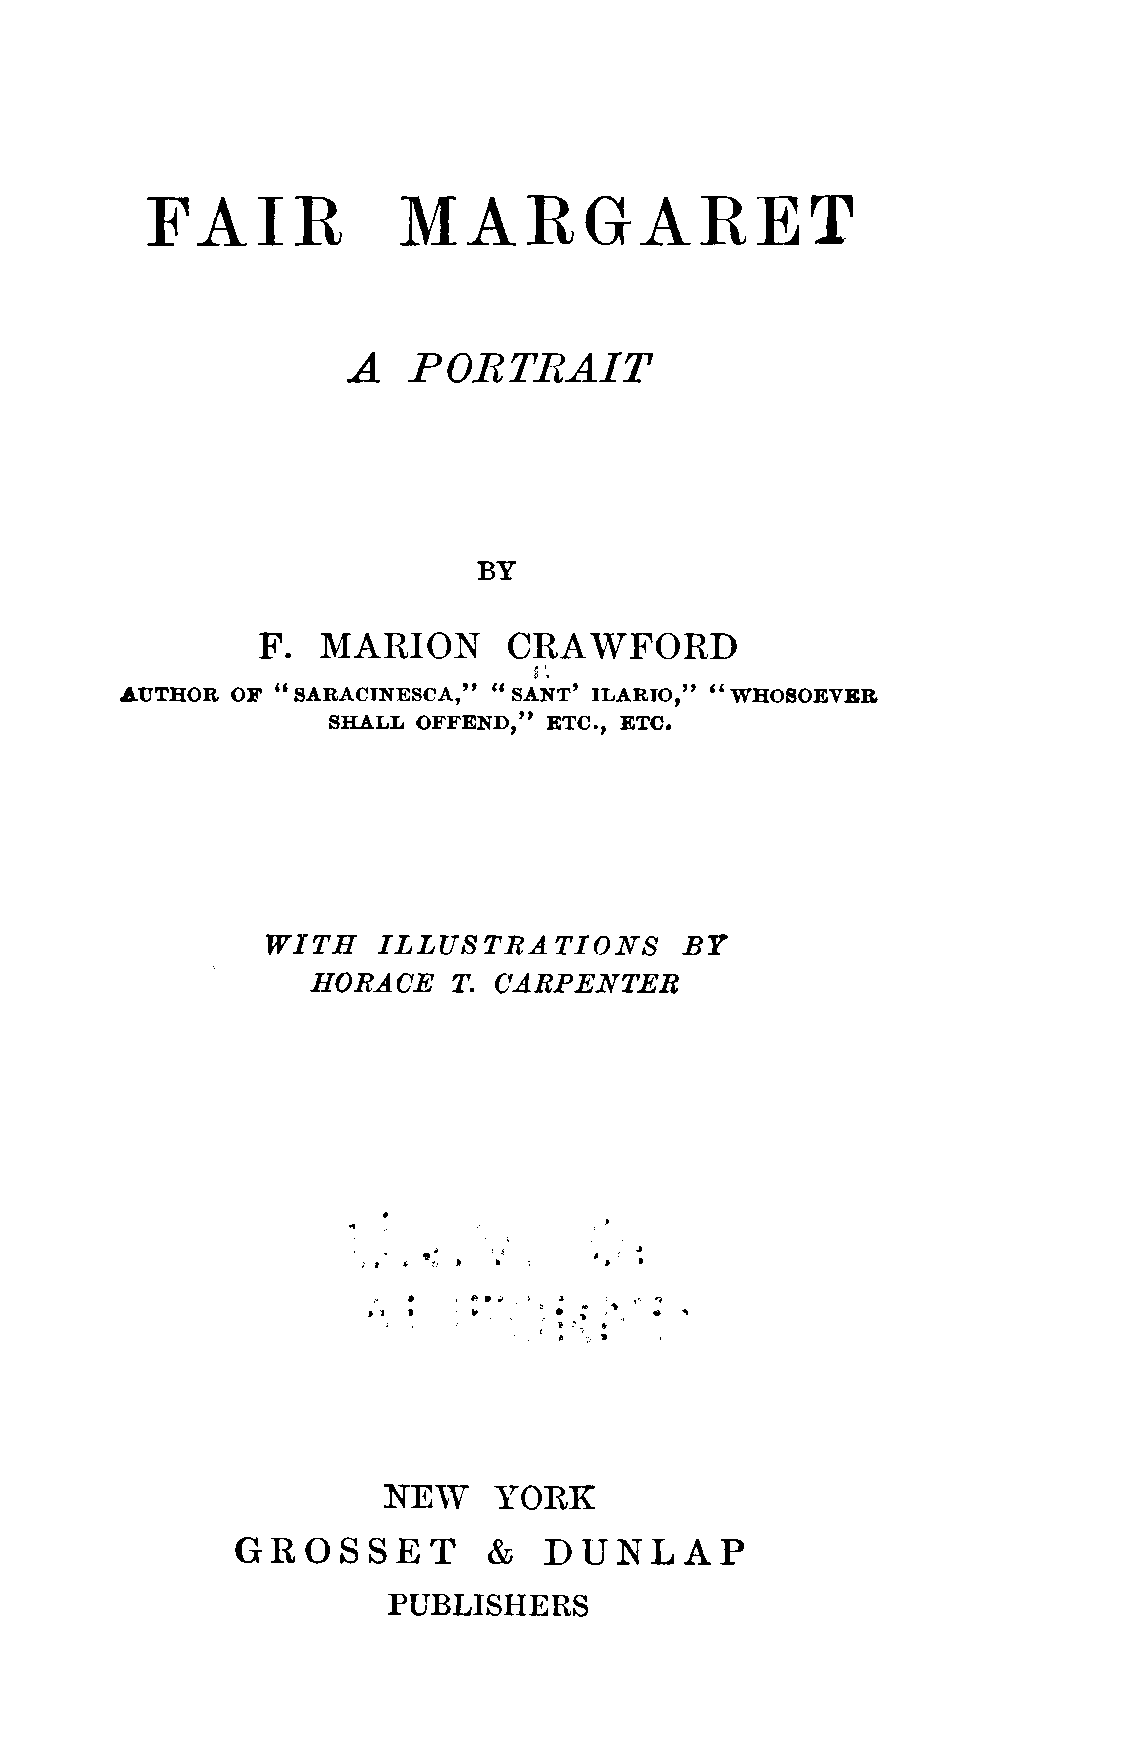 FAIR MARGARET
A PORTRAIT
BY
F. MARION CRAWFORD
AUTHOR OF “SARACINESCA,” “SANT’ ILARIO,” “WHOSOEVER
SHALL OFFEND,” ETC., ETC.
WITH ILLUSTRATIONS BY
HORACE T. CARPENTER
NEW YORK
GROSSET & DUNLAP
PUBLISHERS